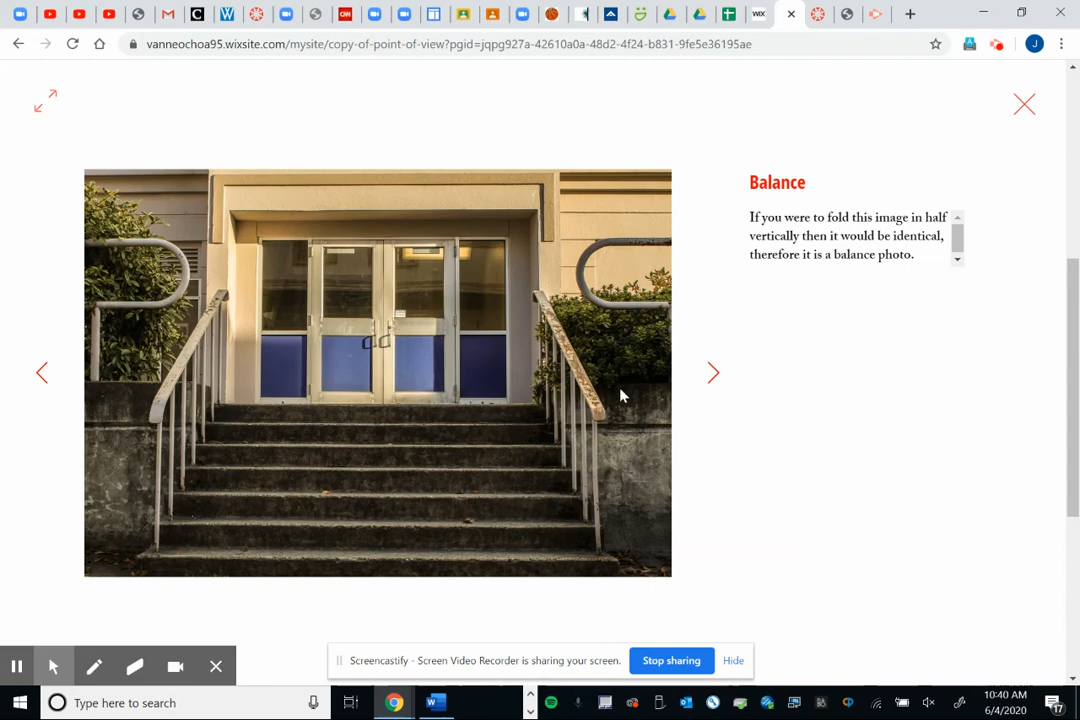 CNN
WIX
J
vanneochoa95.wixsite.com/mysite/copy-of-point-of-view?pgid=jqpg927a-42610a0a-48d2-4f24-b831-9fe5e36195ae
Balance
If you were to fold this image in half
vertically then it would be identical,
therefore it is a balance photo.
Screencastify - Screen Video Recorder is sharing your screen.
Stop sharing
Hide
Type here to search
10:40 AM
6/4/2020
17